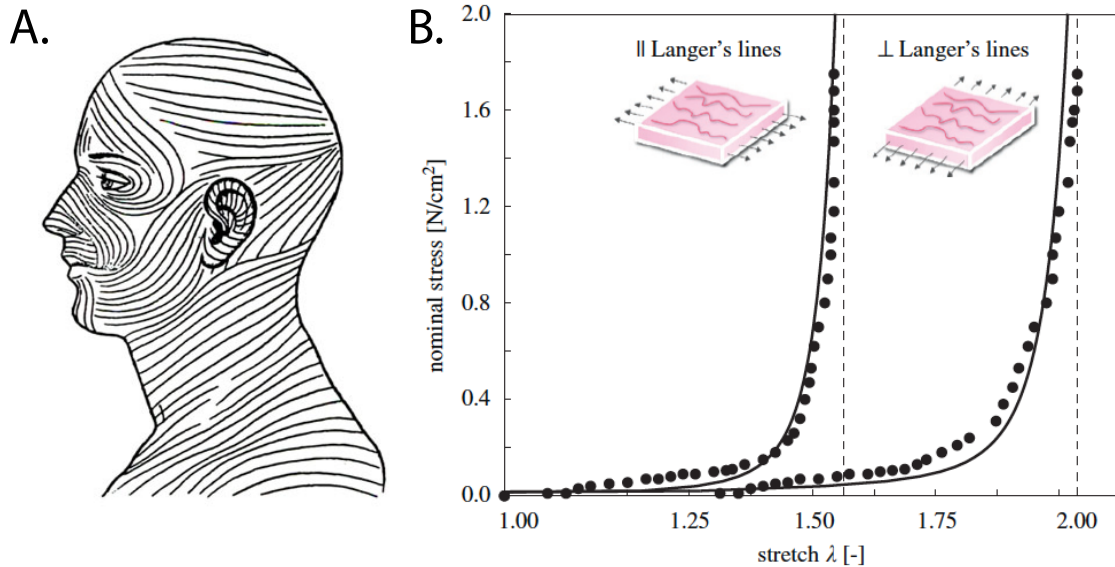 A.
B.
2.0
1.6
1.2
0.8
0.4
0.0
nominal stress [N/cm²]
|| Langer's lines
⊥ Langer's lines
1.00
1.25
1.50
1.75
2.00
stretch λ [-]